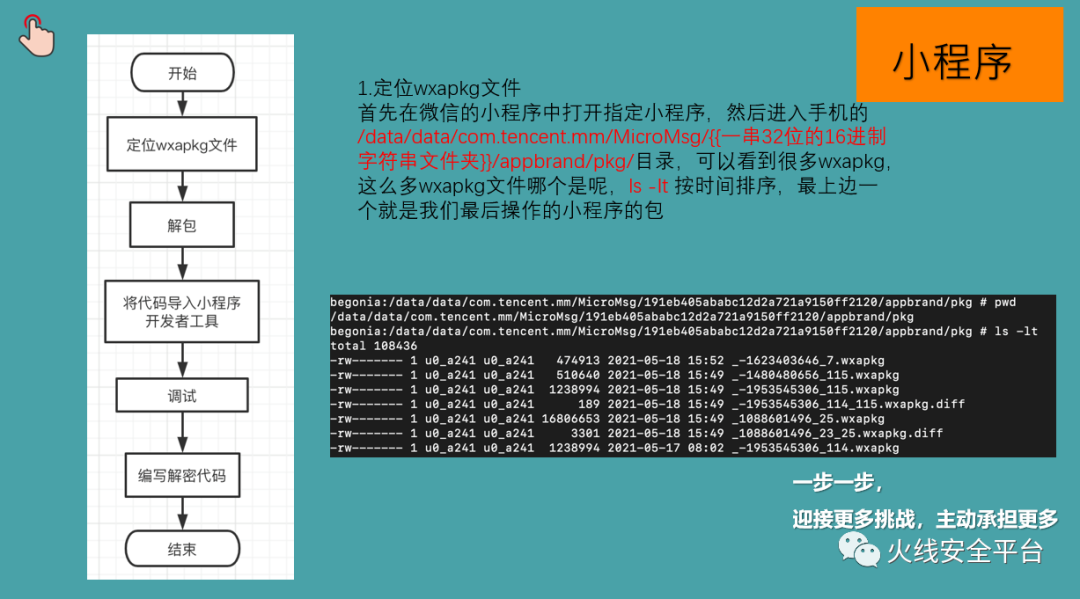 小程序
开始
定位wxapkg文件
解包
将代码导入小程序
开发者工具
调试
编写解密代码
结束
1.定位wxapkg文件
首先在微信的小程序中打开指定小程序，然后进入手机的
/data/data/com.tencent.mm/MicroMsg/{{一串32位的16进制
字符串文件夹}}/appbrand/pkg/目录，可以看到很多wxapkg，
这么多wxapkg文件哪个是呢，ls -lt 按时间排序，最上边一
个就是我们最后操作的小程序的包
begonia:/data/data/com.tencent.mm/MicroMsg/191eb405ababc12d2a721a9150ff2120/appbrand/pkg # pwd
/data/data/com.tencent.mm/MicroMsg/191eb405ababc12d2a721a9150ff2120/appbrand/pkg
begonia:/data/data/com.tencent.mm/MicroMsg/191eb405ababc12d2a721a9150ff2120/appbrand/pkg # ls -lt
total 108436
-rw------- 1 u0_a241 u0_a241   474913 2021-05-18 15:52 _-1623403646_7.wxapkg
-rw------- 1 u0_a241 u0_a241   510640 2021-05-18 15:49 _-1480480656_115.wxapkg
-rw------- 1 u0_a241 u0_a241  1238994 2021-05-18 15:49 _-1953545306_115.wxapkg
-rw------- 1 u0_a241 u0_a241      189 2021-05-18 15:49 _-1953545306_114_115.wxapkg.diff
-rw------- 1 u0_a241 u0_a241 16806653 2021-05-18 15:49 _1088601496_25.wxapkg
-rw------- 1 u0_a241 u0_a241     3301 2021-05-18 15:49 _1088601496_23_25.wxapkg.diff
-rw------- 1 u0_a241 u0_a241  1238994 2021-05-17 08:02 _-1953545306_114.wxapkg
一步一步，
迎接更多挑战，主动承担更多
火线安全平台